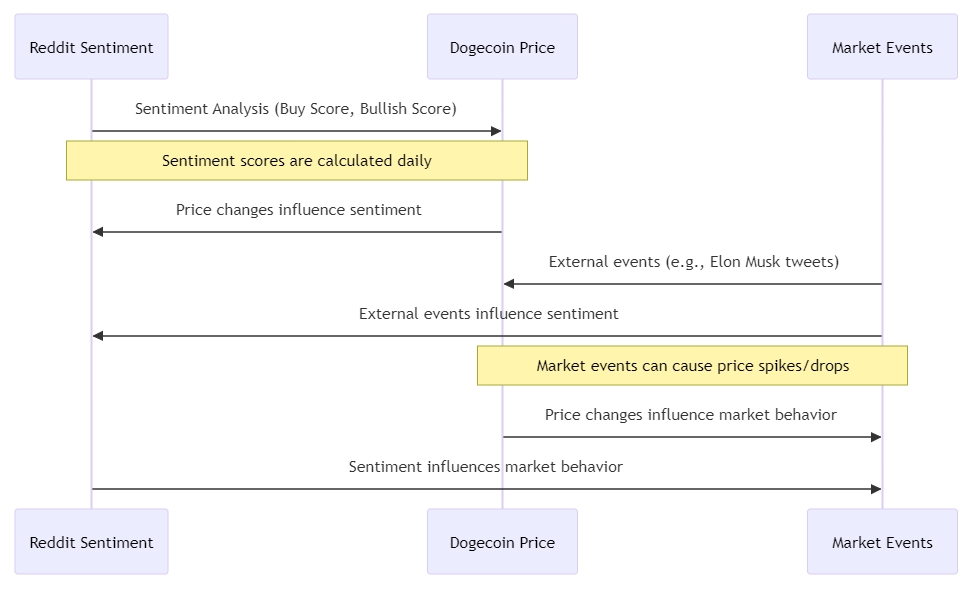 Reddit Sentiment
Dogecoin Price
Market Events
Sentiment Analysis (Buy Score, Bullish Score)
Sentiment scores are calculated daily
Price changes influence sentiment
External events (e.g., Elon Musk tweets)
External events influence sentiment
Market events can cause price spikes/drops
Price changes influence market behavior
Sentiment influences market behavior
Reddit Sentiment
Dogecoin Price
Market Events